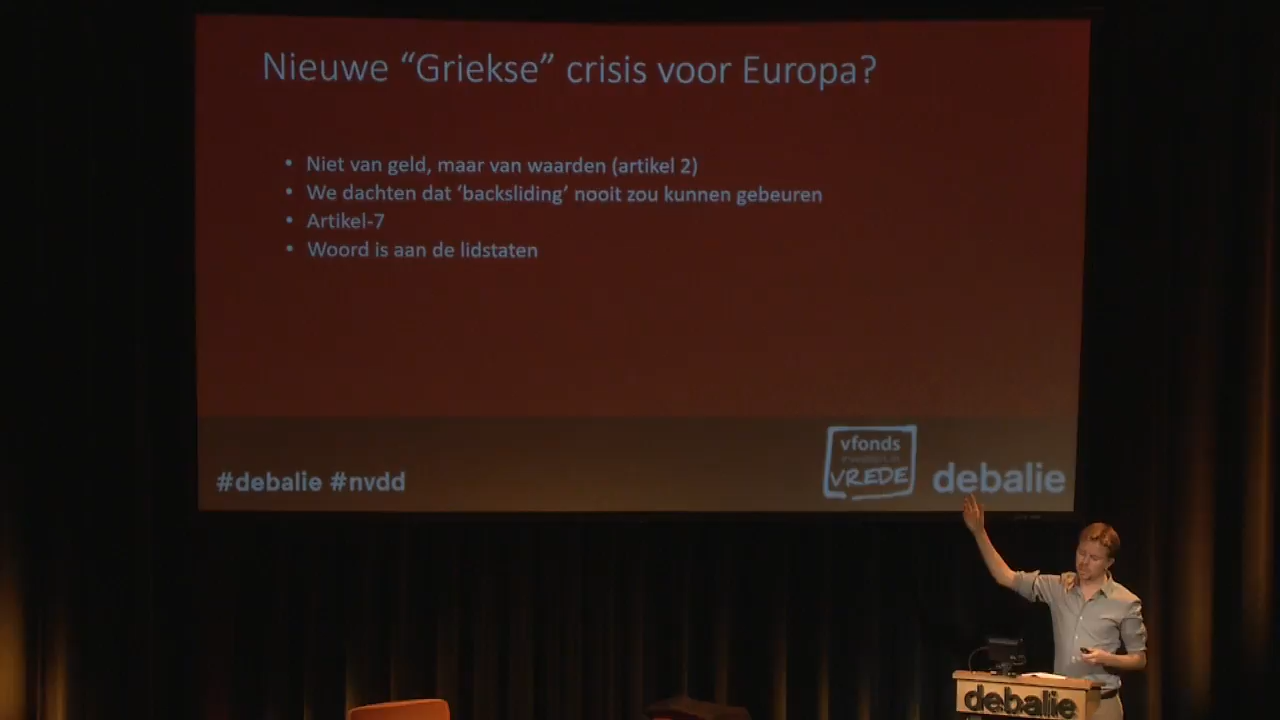 Nieuwe “Griekse” crisis voor Europa?
• Niet van geld, maar van waarden (artikel 2)
• We dachten dat ‘backsliding’ nooit zou kunnen gebeuren
• Artikel-7
• Woord is aan de lidstaten
#debalie #nvdd
vfonds
VREDE
debalie
debalie